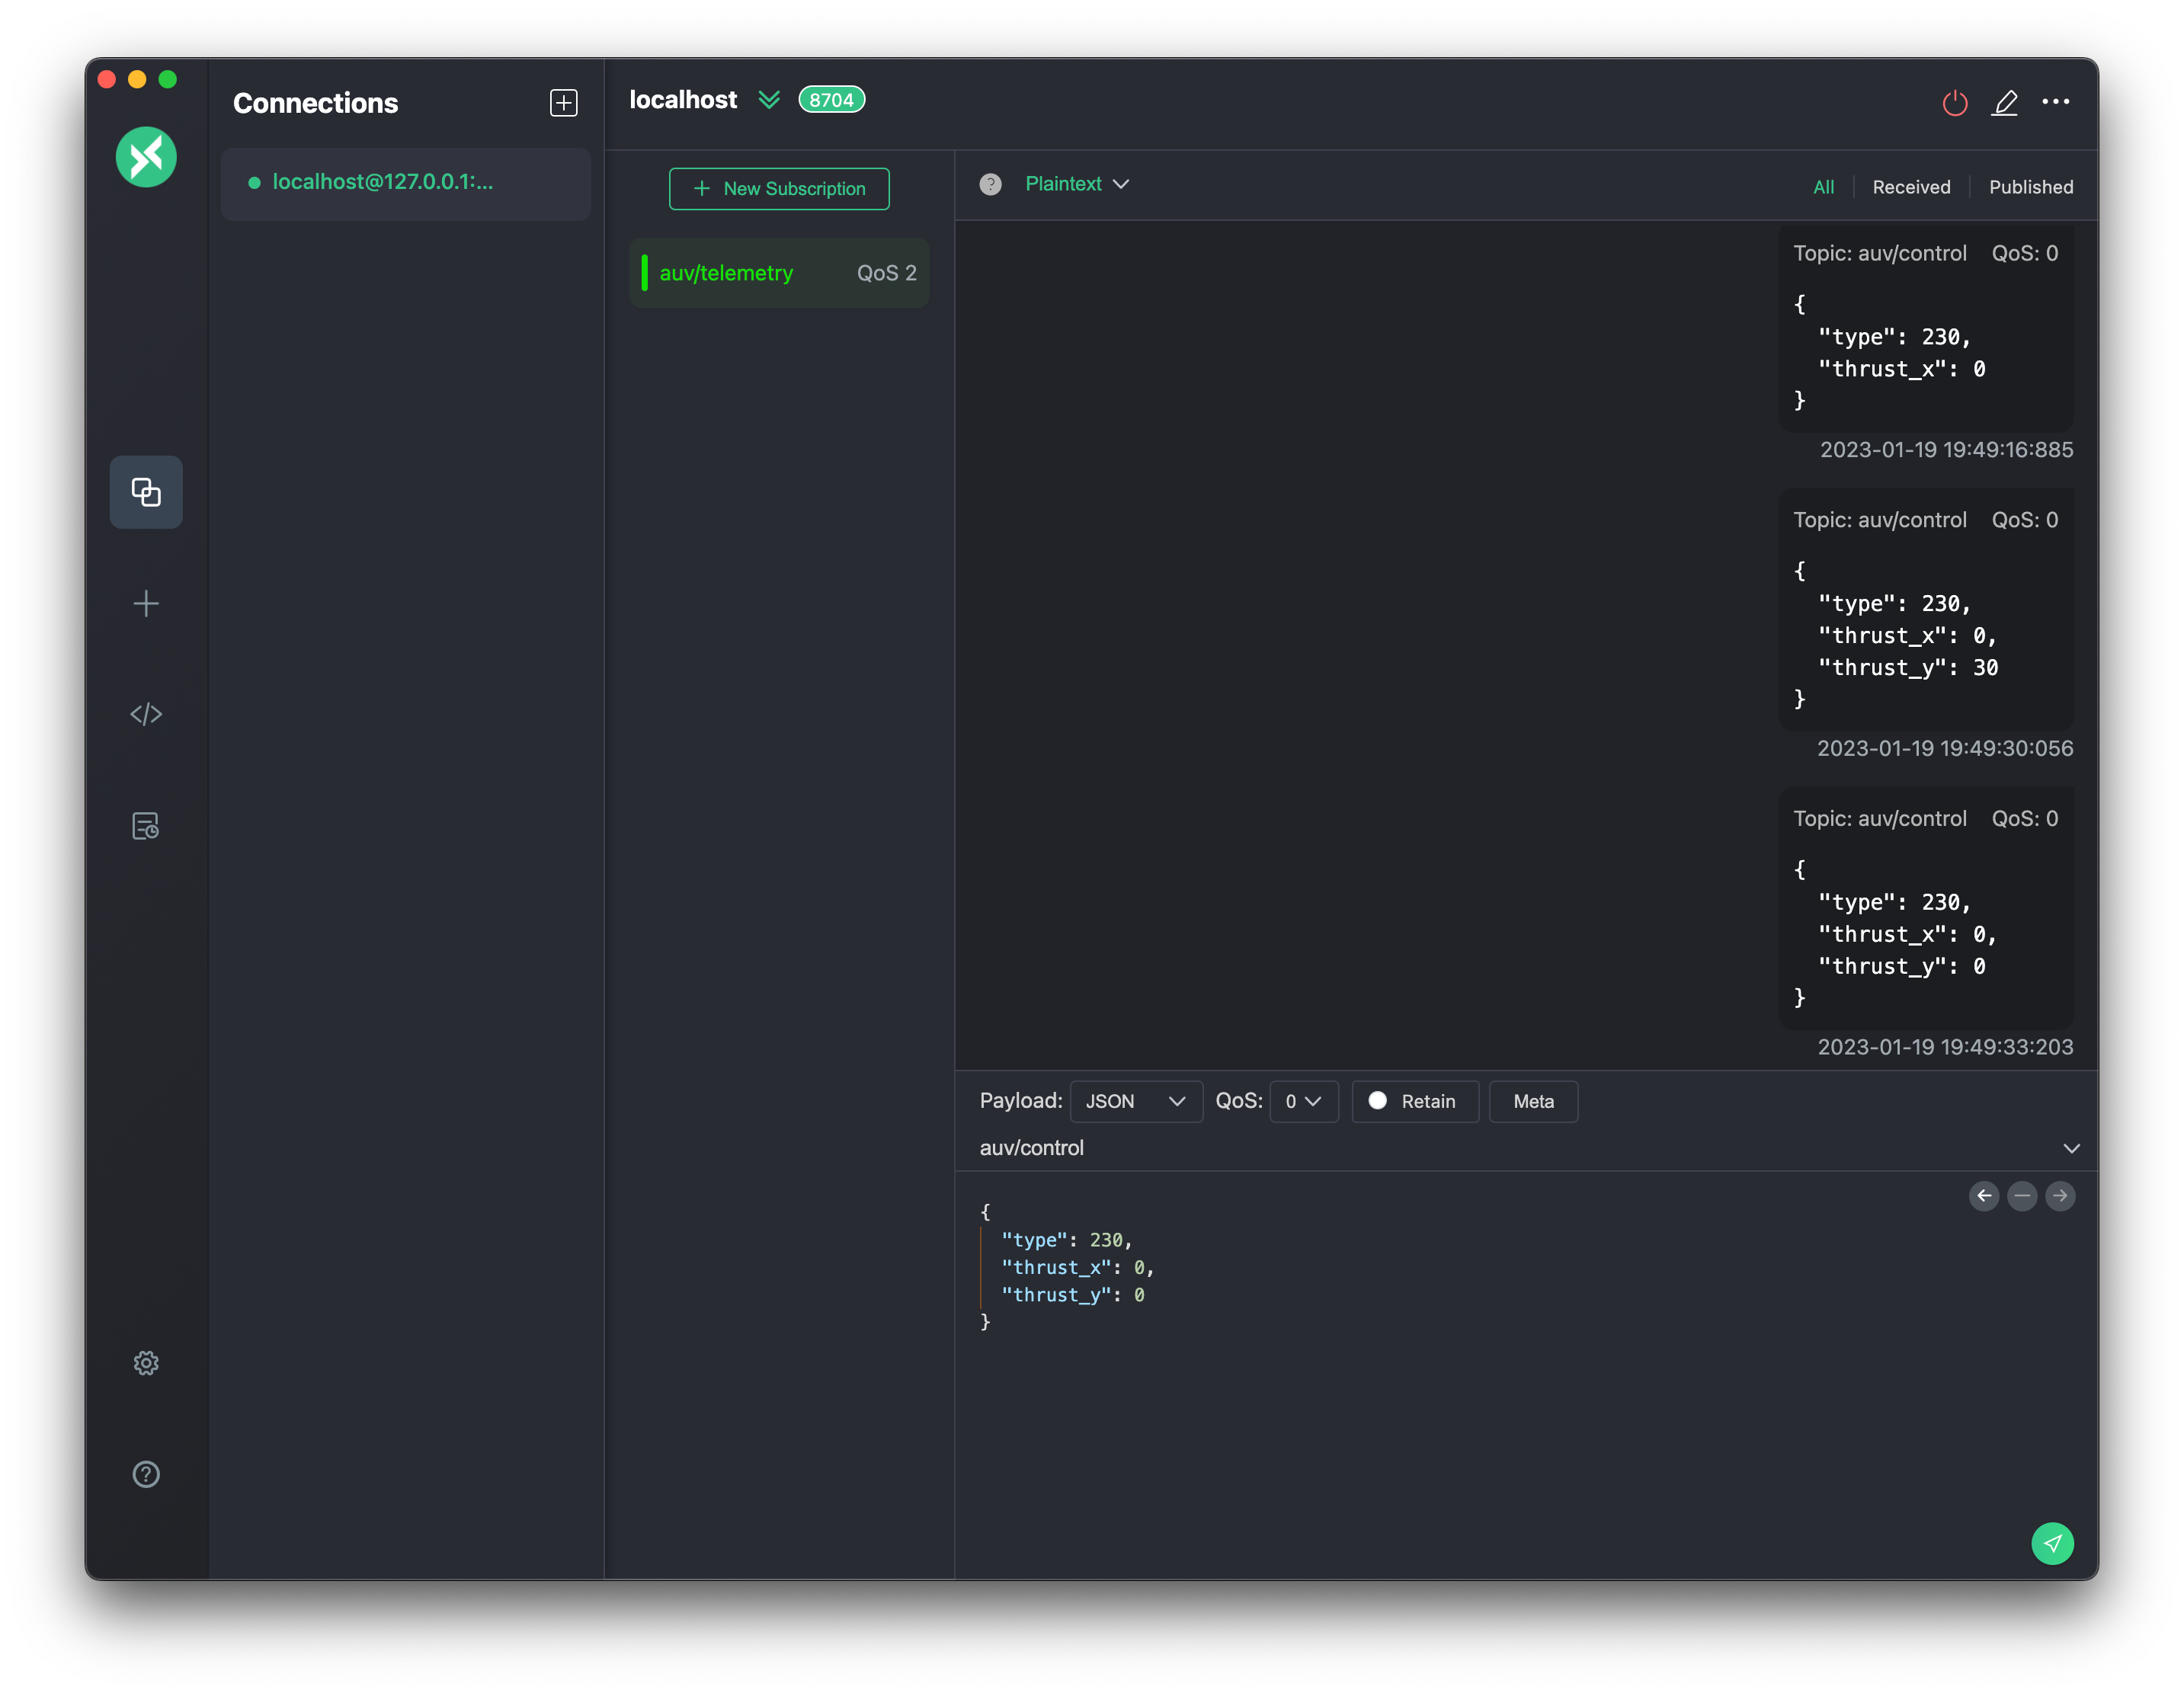 Connections
localhost@127.0.0.1:...
localhost 8704
New Subscription
auv/telemetry QoS 2
Plaintext
All Received Published
Topic: auv/control QoS: 0
{
"type": 230,
"thrust_x": 0
}
2023-01-19 19:49:16:885
Topic: auv/control QoS: 0
{
"type": 230,
"thrust_x": 0,
"thrust_y": 30
}
2023-01-19 19:49:30:056
Topic: auv/control QoS: 0
{
"type": 230,
"thrust_x": 0,
"thrust_y": 0
}
2023-01-19 19:49:33:203
Payload: JSON QoS: 0 Retain Meta
auv/control
{
"type": 230,
"thrust_x": 0,
"thrust_y": 0
}